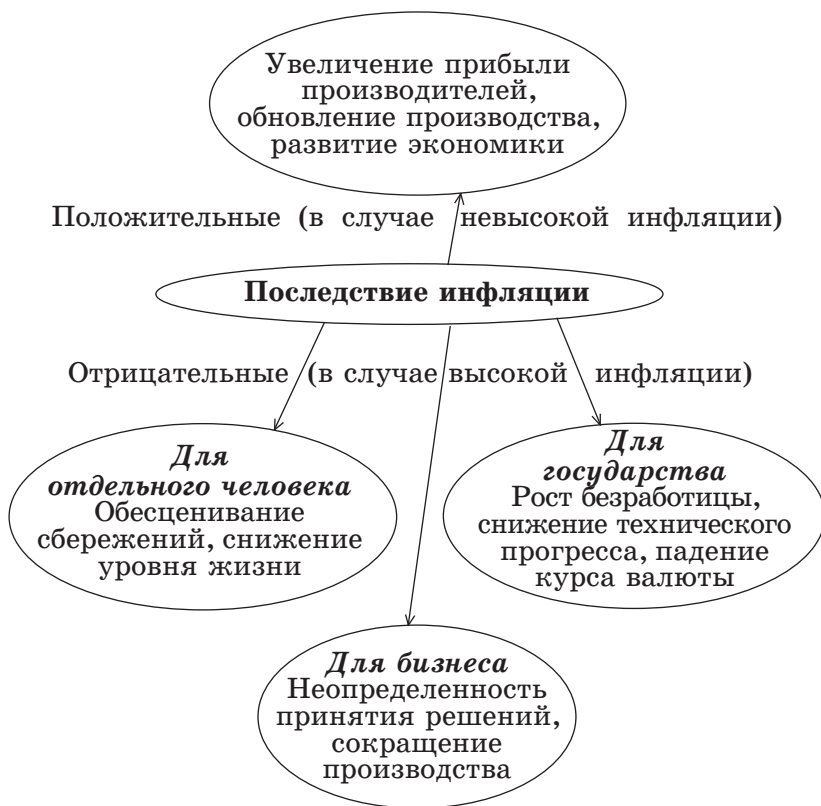 Увеличение прибыли
производителей,
обновление производства,
развитие экономики
Положительные (в случае невысокой инфляции)
Последствие инфляции
Отрицательные (в случае высокой инфляции)
Для
отдельного человека
Обесценивание
сбережений, снижение
уровня жизни
Для
государства
Рост безработицы,
снижение технического
прогресса, падение
курса валюты
Для бизнеса
Неопределенность
принятия решений,
сокращение
производства